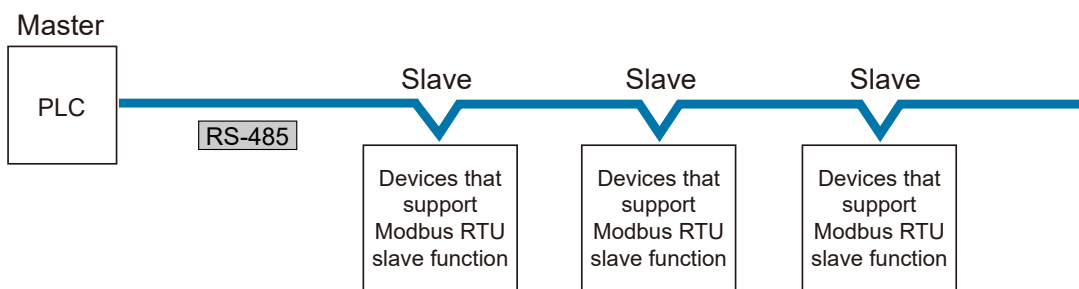 Master
PLC
RS-485
Slave
Slave
Slave
Devices that
support
Modbus RTU
slave function
Devices that
support
Modbus RTU
slave function
Devices that
support
Modbus RTU
slave function